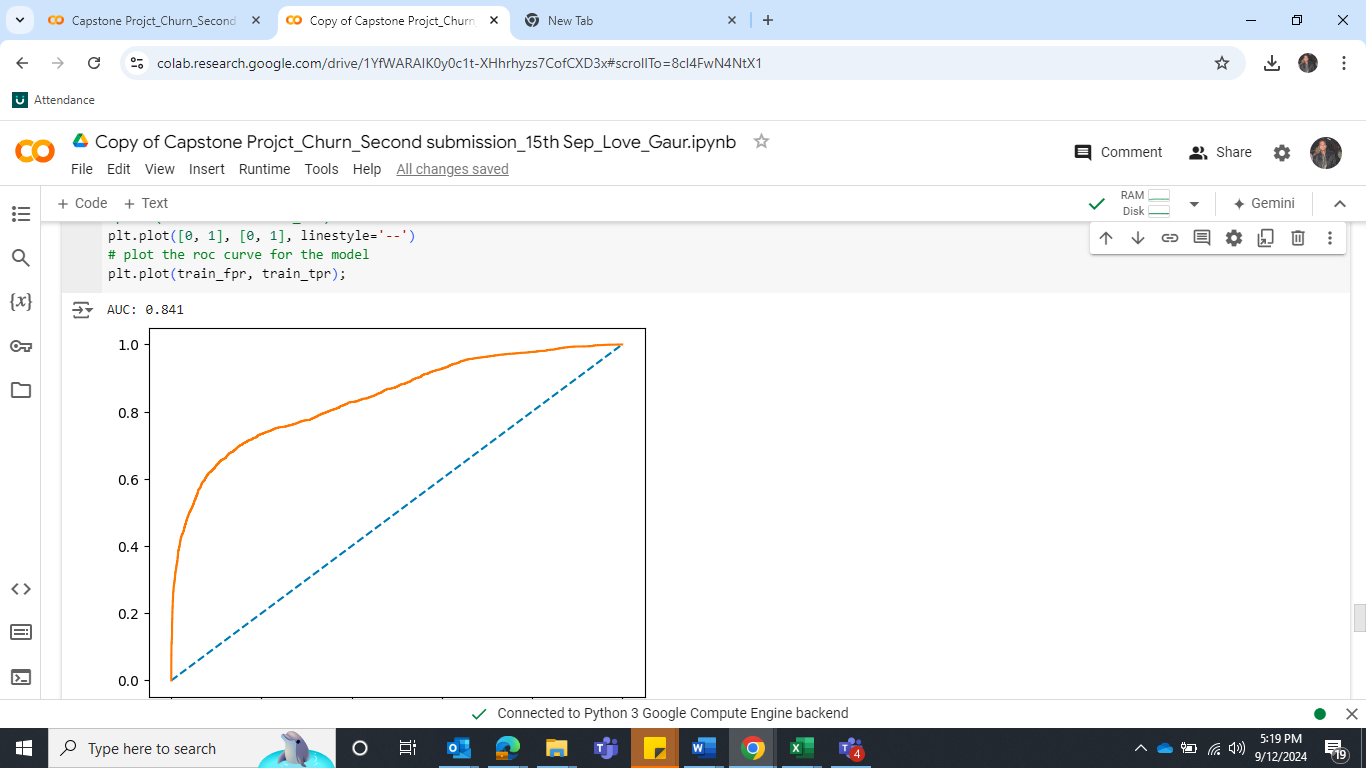 Capstone Projct_Churn_Second
Copy of Capstone Projct_Churn
New Tab
colab.research.google.com/drive/1YfWARAIK0y0c1t-XHhrhyzs7CofCXD3x#scrollTo=8cI4FwN4NtX1
Attendance
Copy of Capstone Projct_Churn_Second submission_15th Sep_Love_Gaur.ipynb
Comment
Share
File Edit View Insert Runtime Tools Help All changes saved
+ Code + Text
RAM
Disk
Gemini
plt.plot([0, 1], [0, 1], linestyle='--')
# plot the roc curve for the model
plt.plot(train_fpr, train_tpr);
AUC: 0.841
1.0
0.8
0.6
0.4
0.2
0.0
Connected to Python 3 Google Compute Engine backend
Type here to search
4
5:19 PM
9/12/2024
19